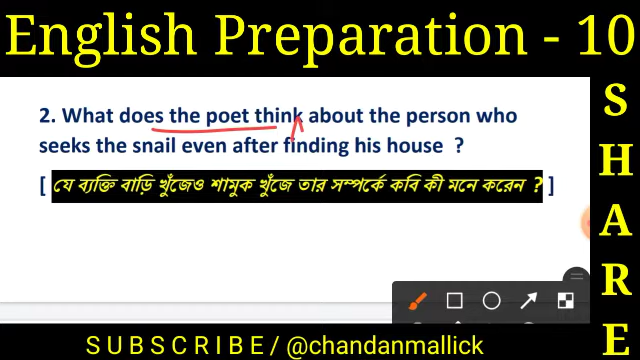 English Preparation - 10
2. What does the poet think about the person who
seeks the snail even after finding his house ?
[ যে ব্যক্তি বাড়ি খুঁজেও শামুক খুঁজে তার সম্পর্কে কবি কী মনে করেন ? ]
S
H
A
R
E
SUBSCRIBE/ @chandanmallick